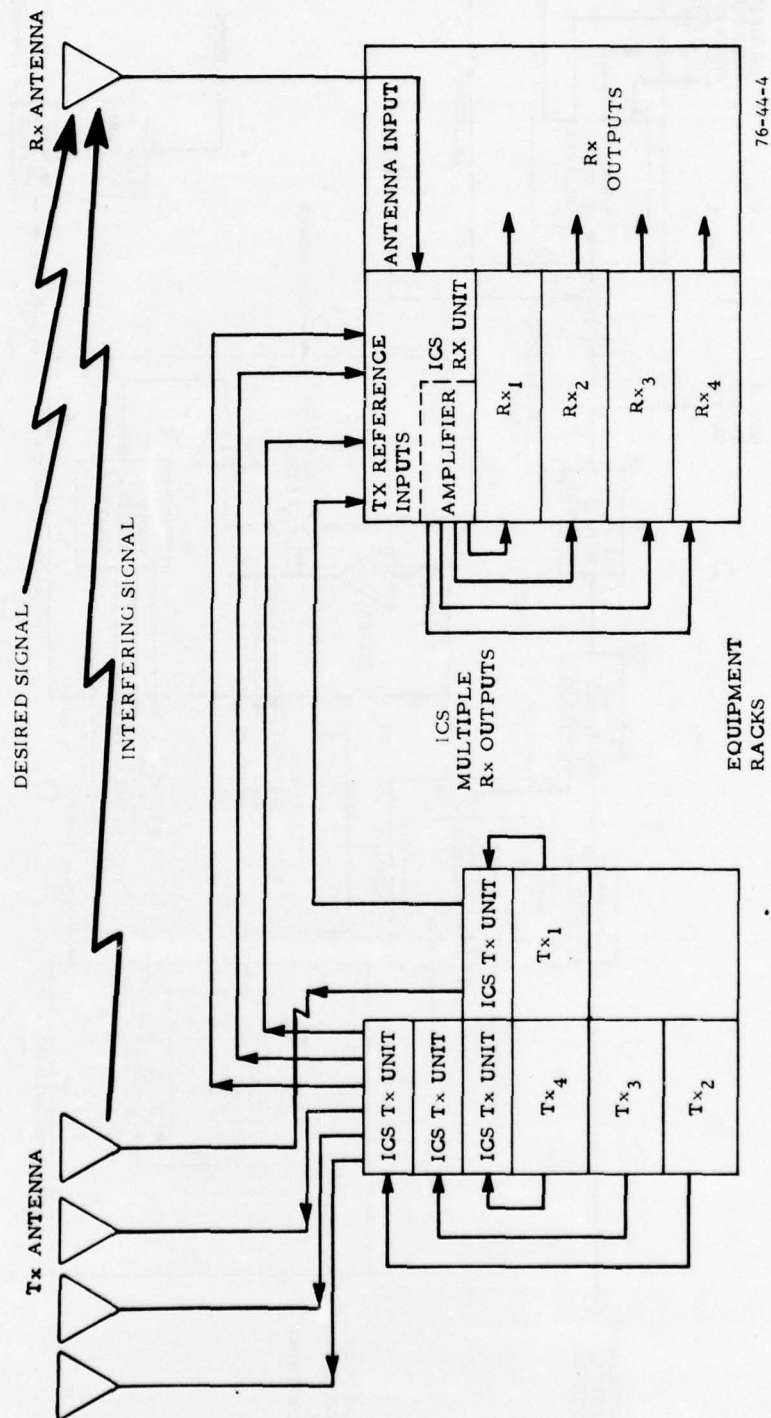 DESIRED SIGNAL
INTERFERING SIGNAL
Tx ANTENNA
Rx ANTENNA
ICS Tx UNIT
ICS Tx UNIT
ICS Tx UNIT
Tx4
Tx3
Tx2
ICS Tx UNIT
Tx1
ICS
MULTIPLE
Rx OUTPUTS
EQUIPMENT
RACKS
TX REFERENCE
INPUTS
ANTENNA INPUT
AMPLIFIER
ICS
RX UNIT
Rx1
Rx2
Rx3
Rx4
Rx
OUTPUTS
76-44-4